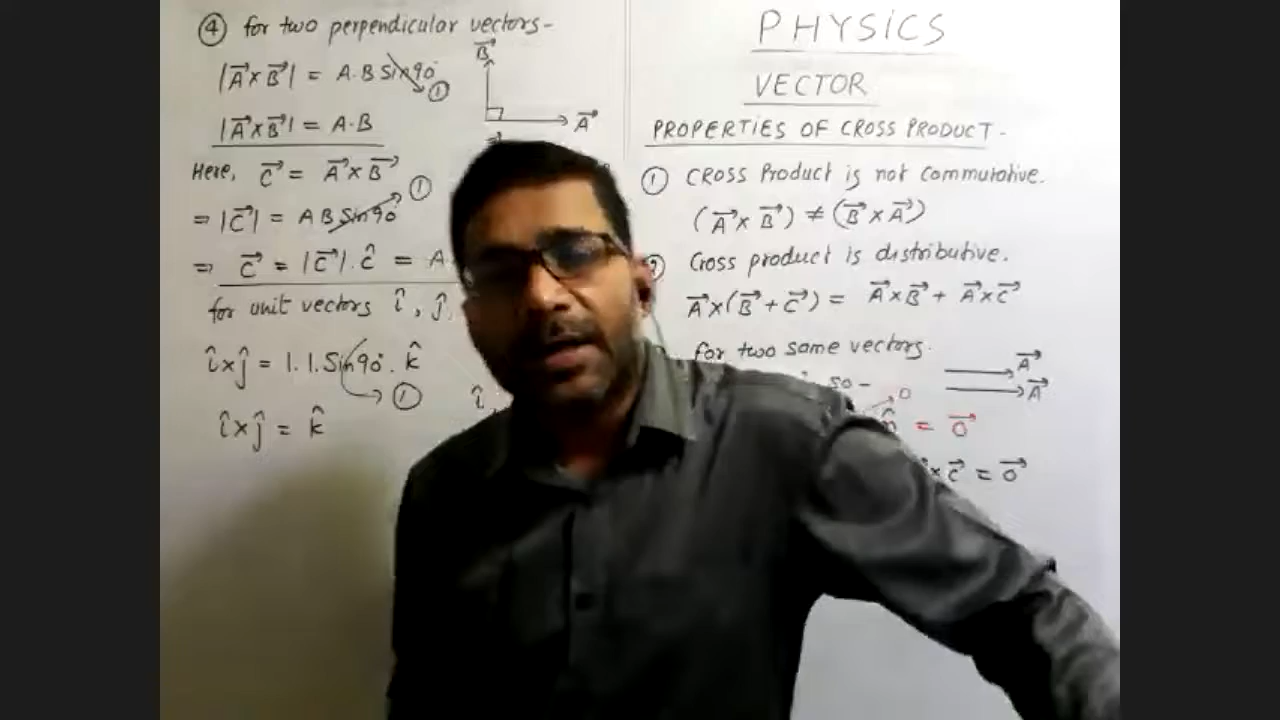 PHYSICS
VECTOR
PROPERTIES OF CROSS PRODUCT -
① CROSS Product is not commutative.
(A⃗ × B⃗) ≠ (B⃗ × A⃗)
Cross product is distributive.
A⃗×(B⃗ + C⃗) = A⃗×B⃗ + A⃗×C⃗
for two same vectors.
A⃗
A⃗
so -
0
n̂ = 0⃗
×C⃗ = 0⃗
④ for two perpendicular vectors -
B⃗
|A⃗×B⃗| = A·B Sin90°
①
A⃗
|A⃗×B⃗| = A·B
Here, C⃗ = A⃗×B⃗
①
⇒ |C⃗| = A B Sin90°
⇒ C⃗ = |C⃗|.ĉ = A
for unit vectors î, ĵ,
î×ĵ = 1.1.Sin90°. k̂
①
î,
î×ĵ = k̂